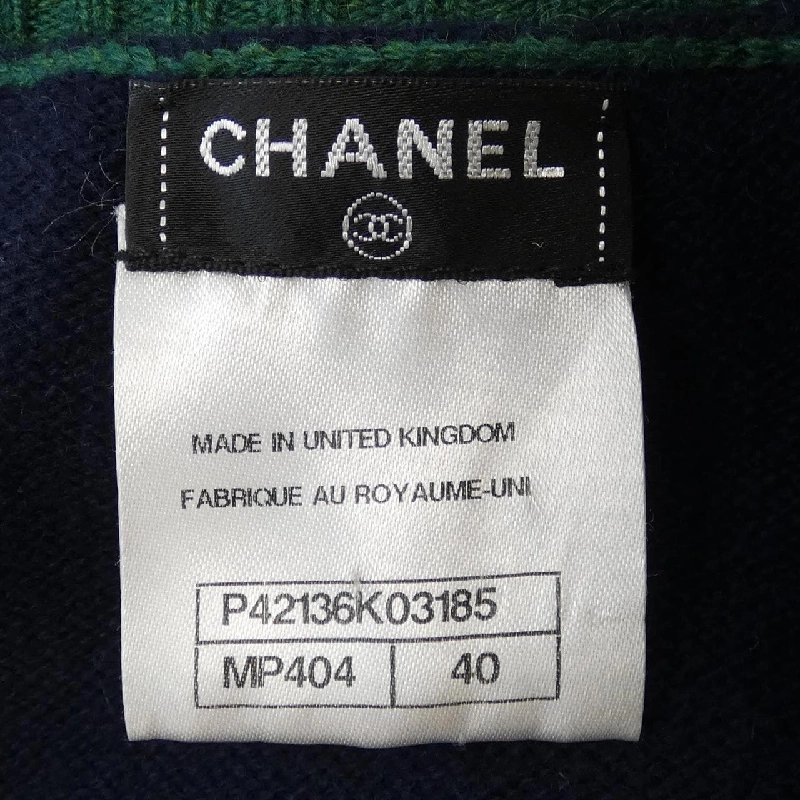 CHANEL
MADE IN UNITED KINGDOM
FABRIQUE AU ROYAUME-UNI
P42136K03185
MP404 40